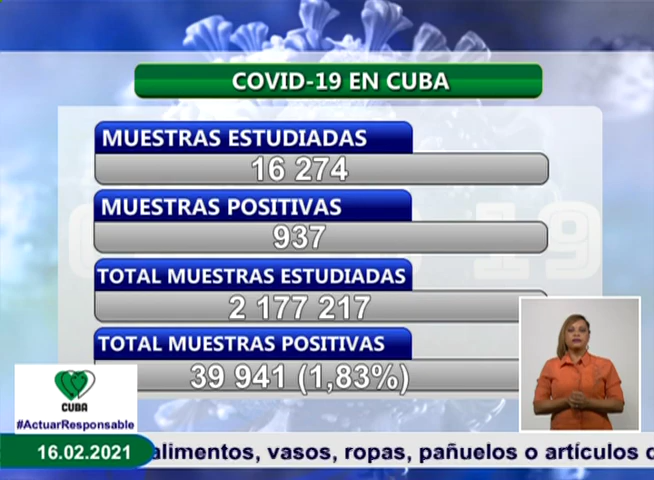 COVID-19 EN CUBA
MUESTRAS ESTUDIADAS
16 274
MUESTRAS POSITIVAS
937
TOTAL MUESTRAS ESTUDIADAS
2 177 217
TOTAL MUESTRAS POSITIVAS
39 941 (1,83%)
CUBA
#ActuarResponsable
16.02.2021
alimentos, vasos, ropas, pañuelos o artículos